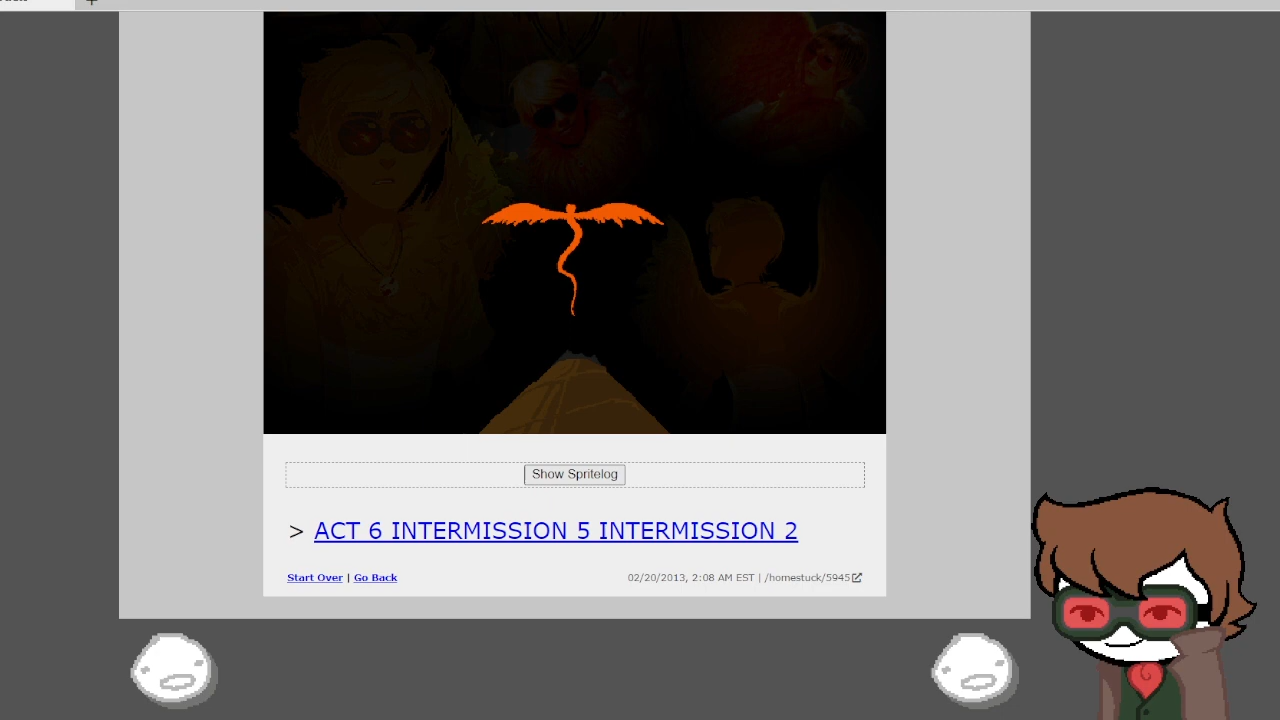 Show Spritelog
> ACT 6 INTERMISSION 5 INTERMISSION 2
Start Over | Go Back
02/20/2013, 2:08 AM EST | /homestuck/5945